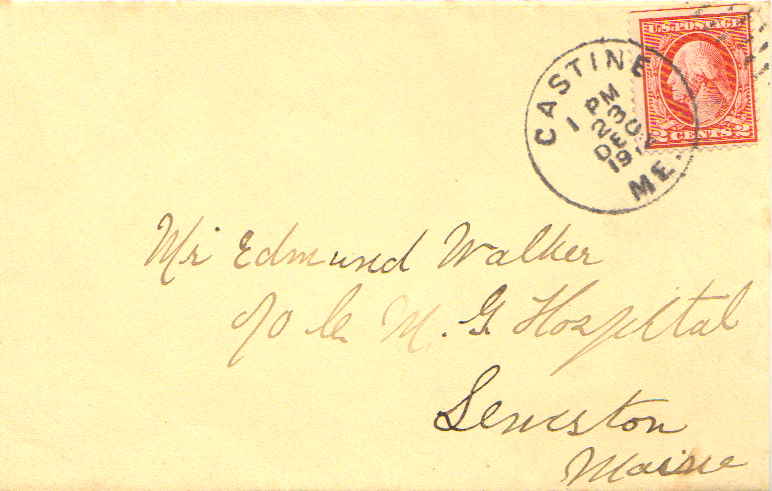 U.S. POSTAGE
2 CENTS 2
CASTINE
1 PM
23
DEC
ME.
Mr Edmund Walker
c/o C. M. G. Hospital
Lewiston
Maine